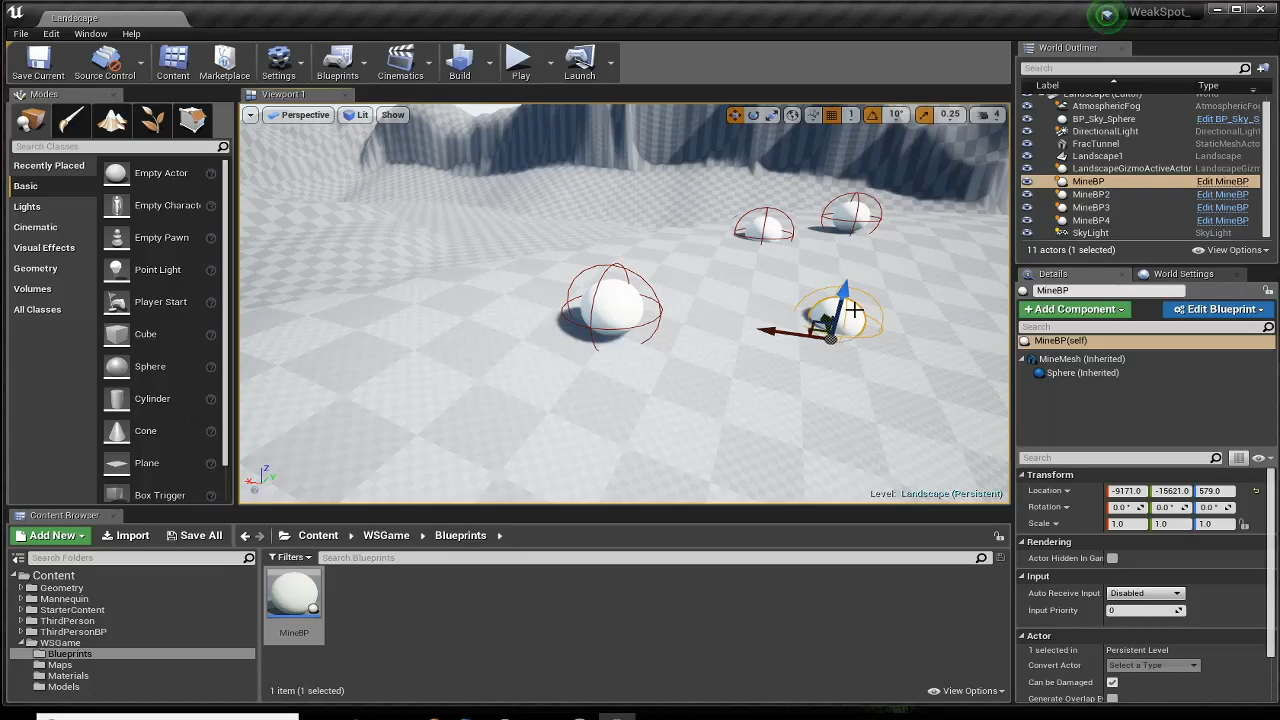 Landscape
WeakSpot_
File Edit Window Help
Save Current Source Control Content Marketplace Settings Blueprints Cinematics Build Play Launch
Modes
Search Classes
Recently Placed
Basic
Lights
Cinematic
Visual Effects
Geometry
Volumes
All Classes
Empty Actor
Empty Charact
Empty Pawn
Point Light
Player Start
Cube
Sphere
Cylinder
Cone
Plane
Box Trigger
Viewport 1
Perspective Lit Show
1 10° 0.25 4
Z
X Y
Level: Landscape (Persistent)
World Outliner
Search
Label Type
Landscape (Editor)
AtmosphericFog AtmosphericFog
BP_Sky_Sphere Edit BP_Sky_S
DirectionalLight DirectionalLight
FracTunnel StaticMeshActor
Landscape1 Landscape
LandscapeGizmoActiveActor LandscapeGizm
MineBP Edit MineBP
MineBP2 Edit MineBP
MineBP3 Edit MineBP
MineBP4 Edit MineBP
SkyLight SkyLight
11 actors (1 selected) View Options
Details World Settings
MineBP
+Add Component Edit Blueprint
Search
MineBP(self)
MineMesh (Inherited)
Sphere (Inherited)
Search
Transform
Location -9171.0 -15621.0 579.0
Rotation 0.0 ° 0.0 ° 0.0 °
Scale 1.0 1.0 1.0
Rendering
Actor Hidden In Gan
Input
Auto Receive Input Disabled
Input Priority 0
Actor
1 selected in Persistent Level
Convert Actor Select a Type
Can be Damaged
Generate Overlap E
Content Browser
Add New Import Save All Content WSGame Blueprints
Search Folders
Filters Search Blueprints
Content
Geometry
Mannequin
StarterContent
ThirdPerson
ThirdPersonBP
WSGame
Blueprints
Maps
Materials
Models
MineBP
1 item (1 selected) View Options